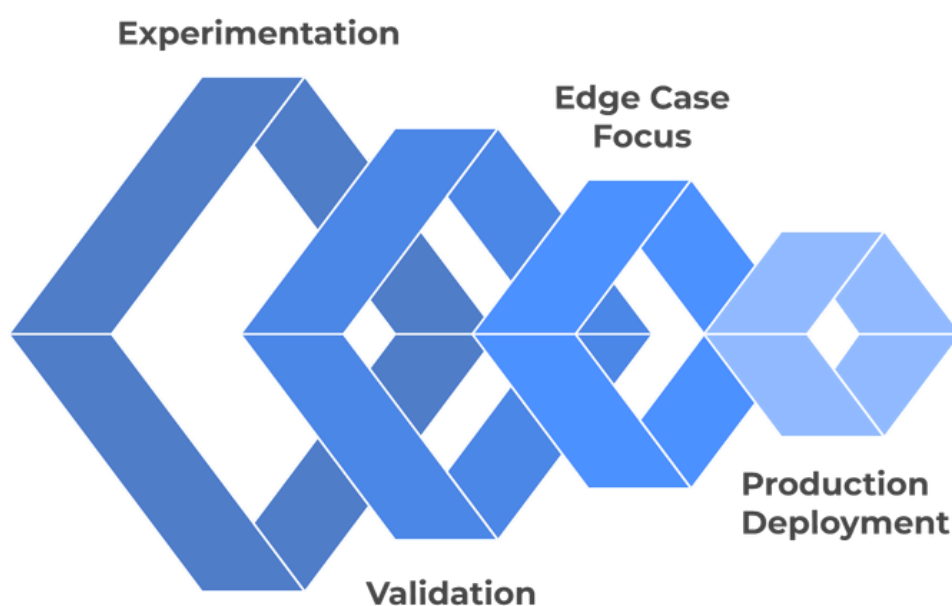 Experimentation
Edge Case
Focus
Production
Deployment
Validation